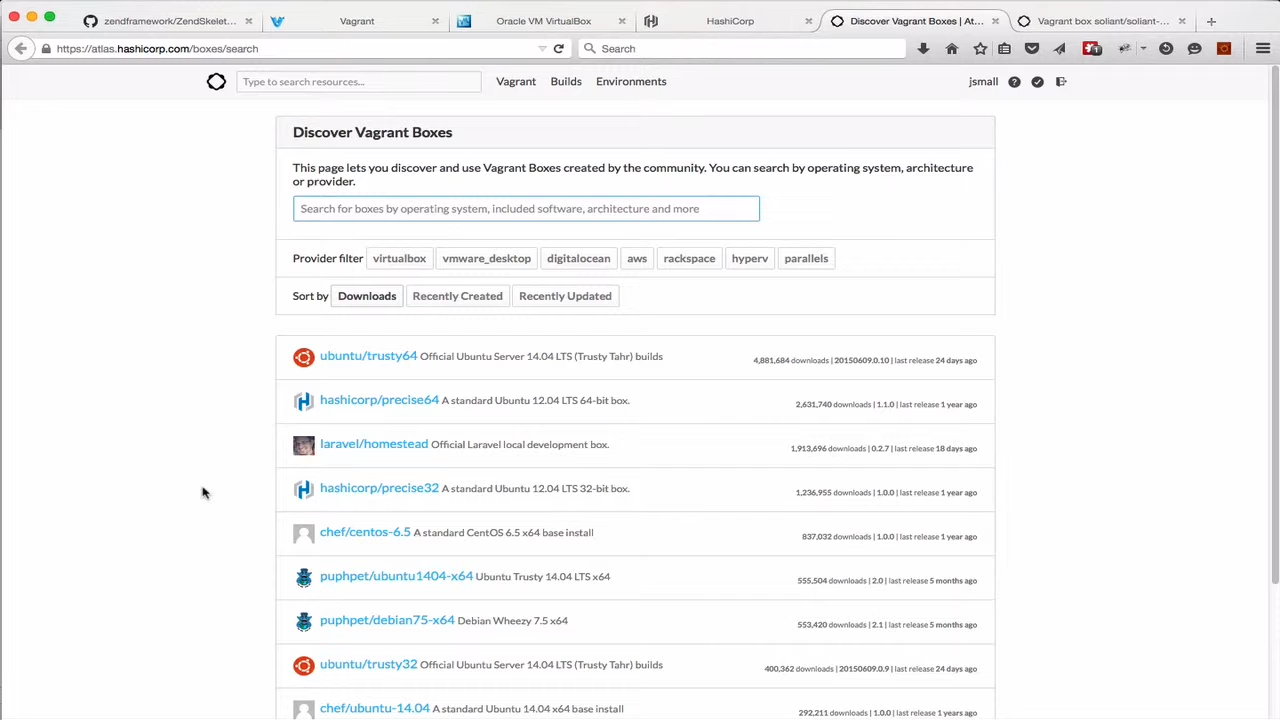 zendframework/ZendSkelet...
Vagrant
Oracle VM VirtualBox
HashiCorp
Discover Vagrant Boxes | At...
Vagrant box soliant/soliant-...
https://atlas.hashicorp.com/boxes/search
Search
Type to search resources...
Vagrant
Builds
Environments
jsmall
Discover Vagrant Boxes
This page lets you discover and use Vagrant Boxes created by the community. You can search by operating system, architecture
or provider.
Search for boxes by operating system, included software, architecture and more
Provider filter virtualbox vmware_desktop digitalocean aws rackspace hyperv parallels
Sort by Downloads Recently Created Recently Updated
ubuntu/trusty64 Official Ubuntu Server 14.04 LTS (Trusty Tahr) builds 4,881,684 downloads | 20150609.0.10 | last release 24 days ago
hashicorp/precise64 A standard Ubuntu 12.04 LTS 64-bit box. 2,631,740 downloads | 1.1.0 | last release 1 year ago
laravel/homestead Official Laravel local development box. 1,913,696 downloads | 0.2.7 | last release 18 days ago
hashicorp/precise32 A standard Ubuntu 12.04 LTS 32-bit box. 1,236,955 downloads | 1.0.0 | last release 1 year ago
chef/centos-6.5 A standard CentOS 6.5 x64 base install 837,032 downloads | 1.0.0 | last release 1 year ago
puphpet/ubuntu1404-x64 Ubuntu Trusty 14.04 LTS x64 555,504 downloads | 2.0 | last release 5 months ago
puphpet/debian75-x64 Debian Wheezy 7.5 x64 553,420 downloads | 2.1 | last release 5 months ago
ubuntu/trusty32 Official Ubuntu Server 14.04 LTS (Trusty Tahr) builds 400,362 downloads | 20150609.0.9 | last release 24 days ago
chef/ubuntu-14.04 A standard Ubuntu 14.04 x64 base install 292,211 downloads | 1.0.0 | last release 1 year ago